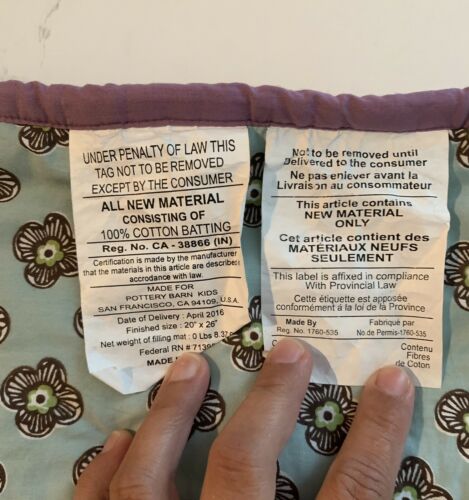 UNDER PENALTY OF LAW THIS
TAG NOT TO BE REMOVED
EXCEPT BY THE CONSUMER
ALL NEW MATERIAL
CONSISTING OF
100% COTTON BATTING
Reg. No. CA - 38866 (IN)
Certification is made by the manufacturer
that the materials in this article are described
accordance with law.
MADE FOR
POTTERY BARN KIDS
SAN FRANCISCO, CA 94109, U.S.A.
Date of Delivery : April 2016
Finished size : 20" x 26"
Net weight of filling mat : 0 Lbs 8.37
Federal RN # 7139
MADE
Not to be removed until
Delivered to the consumer
Ne pas enlever avant la
Livraison au consommateur
This article contains
NEW MATERIAL
ONLY
Cet article contient des
MATERIAUX NEUFS
SEULEMENT
This label is affixed in compliance
With Provincial Law
Cette étiquette est apposée
conformément à la loi de la Province
Made By
Reg. No. 1760-535
Fabriqué par
No de Permis-1760-535
Contenu
Fibres
de Coton